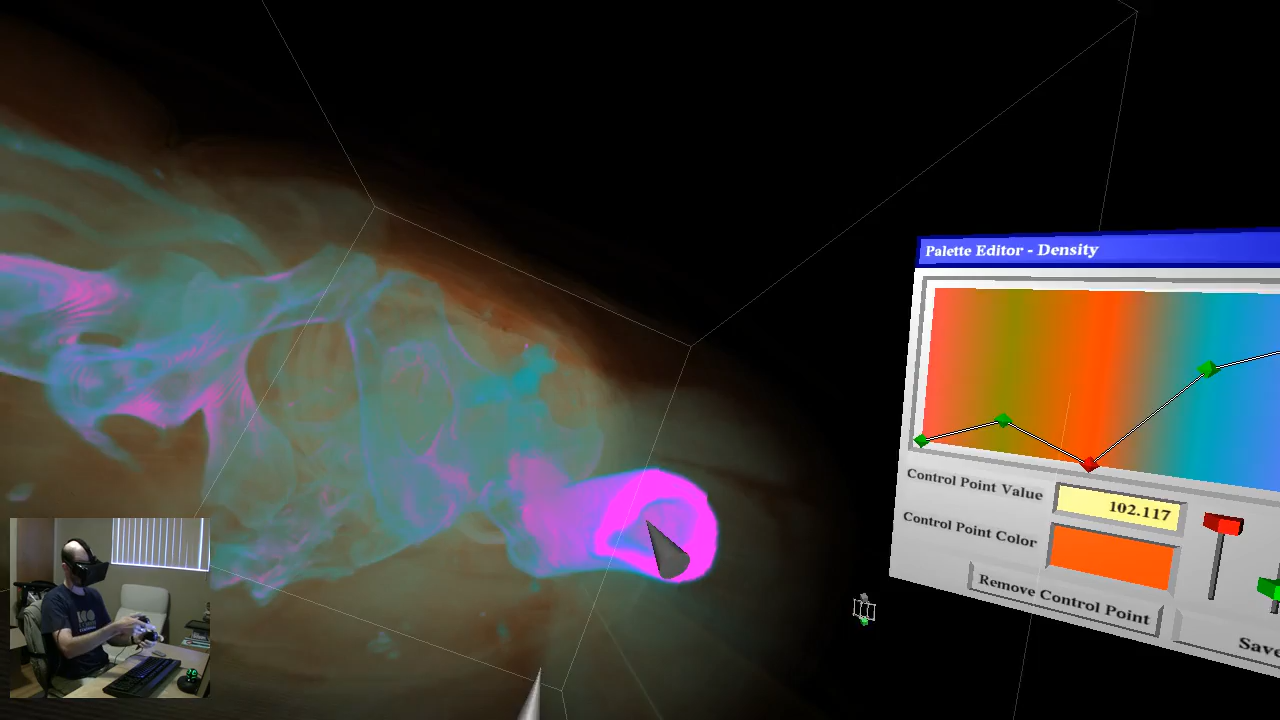 Palette Editor - Density
Control Point Value
102.117
Control Point Color
Remove Control Point
Save